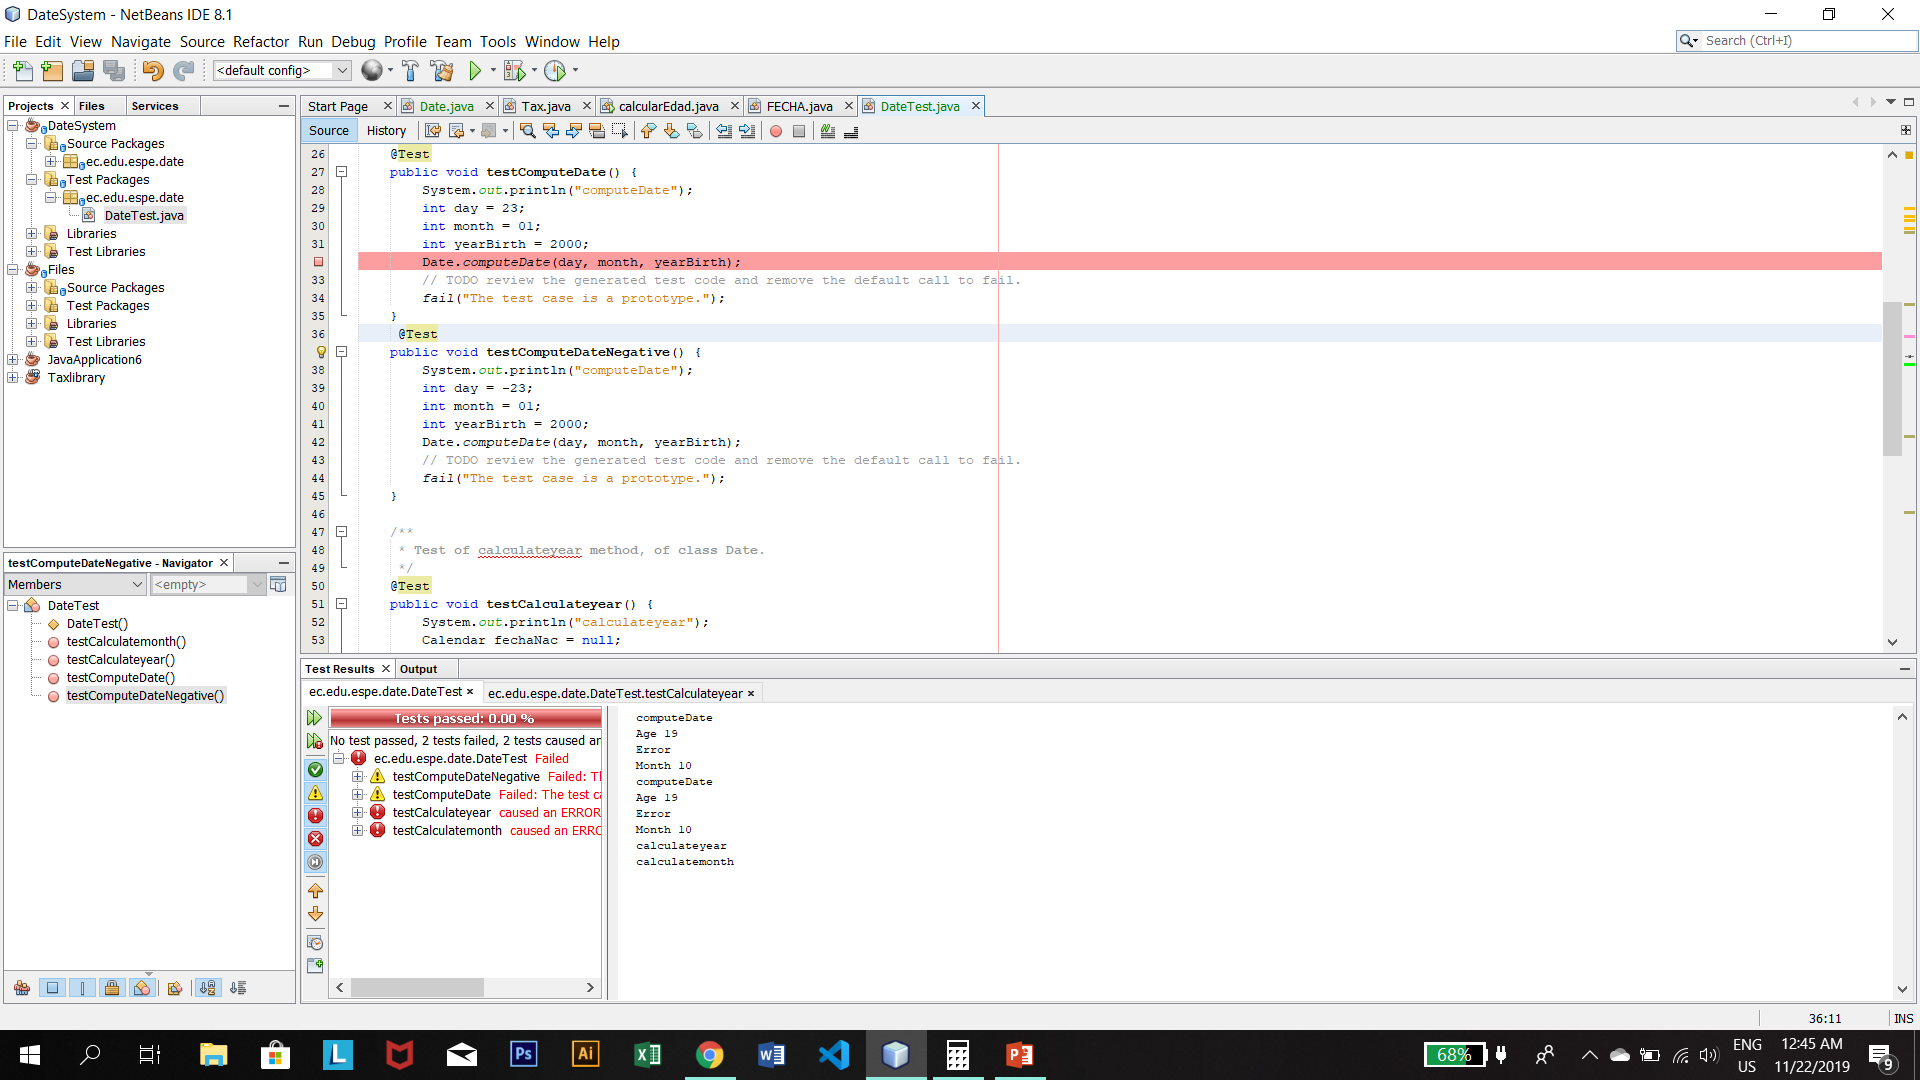 DateSystem - NetBeans IDE 8.1
File Edit View Navigate Source Refactor Run Debug Profile Team Tools Window Help
Search (Ctrl+I)
<default config>
Projects Files Services
DateSystem
Source Packages
ec.edu.espe.date
Test Packages
ec.edu.espe.date
DateTest.java
Libraries
Test Libraries
Files
Source Packages
Test Packages
Libraries
Test Libraries
JavaApplication6
Taxlibrary
testComputeDateNegative - Navigator
Members <empty>
DateTest
DateTest()
testCalculatemonth()
testCalculateyear()
testComputeDate()
testComputeDateNegative()
Start Page Date.java Tax.java calcularEdad.java FECHA.java DateTest.java
Source History
26 @Test
27 public void testComputeDate() {
28 System.out.println("computeDate");
29 int day = 23;
30 int month = 01;
31 int yearBirth = 2000;
Date.computeDate(day, month, yearBirth);
33 // TODO review the generated test code and remove the default call to fail.
34 fail("The test case is a prototype.");
35 }
36 @Test
public void testComputeDateNegative() {
38 System.out.println("computeDate");
39 int day = -23;
40 int month = 01;
41 int yearBirth = 2000;
42 Date.computeDate(day, month, yearBirth);
43 // TODO review the generated test code and remove the default call to fail.
44 fail("The test case is a prototype.");
45 }
46
47 /**
48 * Test of calculateyear method, of class Date.
49 */
50 @Test
51 public void testCalculateyear() {
52 System.out.println("calculateyear");
53 Calendar fechaNac = null;
Test Results Output
ec.edu.espe.date.DateTest ec.edu.espe.date.DateTest.testCalculateyear
Tests passed: 0.00 %
No test passed, 2 tests failed, 2 tests caused ar
ec.edu.espe.date.DateTest Failed
testComputeDateNegative Failed: Tl
testComputeDate Failed: The test ca
testCalculateyear caused an ERROR
testCalculatemonth caused an ERRO
computeDate
Age 19
Error
Month 10
computeDate
Age 19
Error
Month 10
calculateyear
calculatemonth
36:11 INS
L Ps Ai
68%
ENG
US
12:45 AM
11/22/2019
9